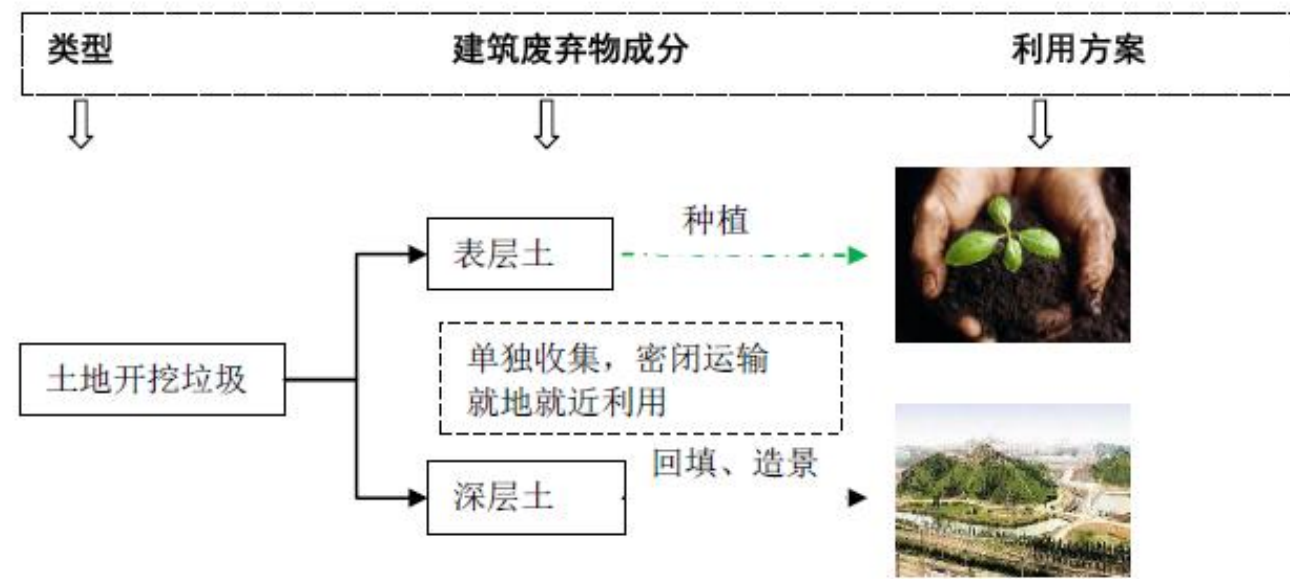 类型 建筑废弃物成分 利用方案
种植
表层土
单独收集，密闭运输
就地就近利用
土地开挖垃圾
回填、造景
深层土